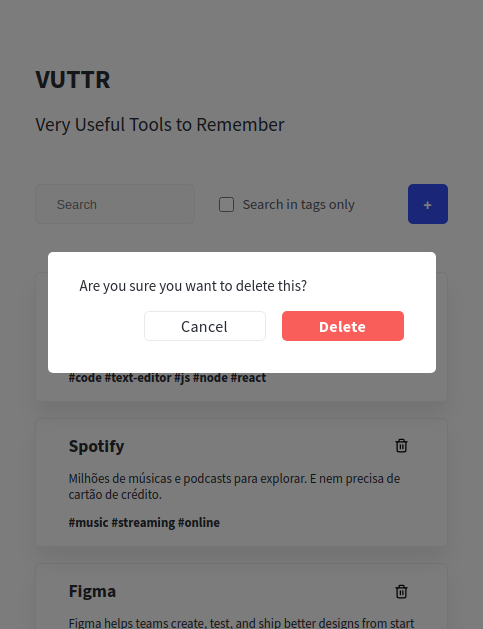 VUTTR
Very Useful Tools to Remember
Search
Search in tags only
+
Are you sure you want to delete this?
Cancel
Delete
#code #text-editor #js #node #react
Spotify
Milhões de músicas e podcasts para explorar. E nem precisa de
cartão de crédito.
#music #streaming #online
Figma
Figma helps teams create, test, and ship better designs from start